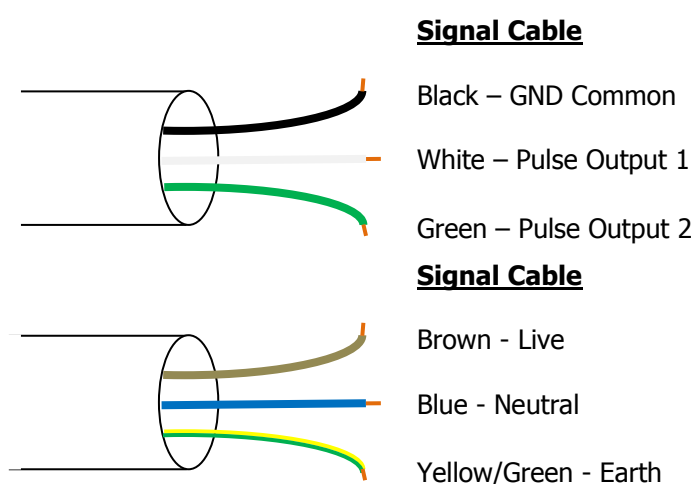 Signal Cable
Black – GND Common
White – Pulse Output 1
Green – Pulse Output 2
Signal Cable
Brown - Live
Blue - Neutral
Yellow/Green - Earth